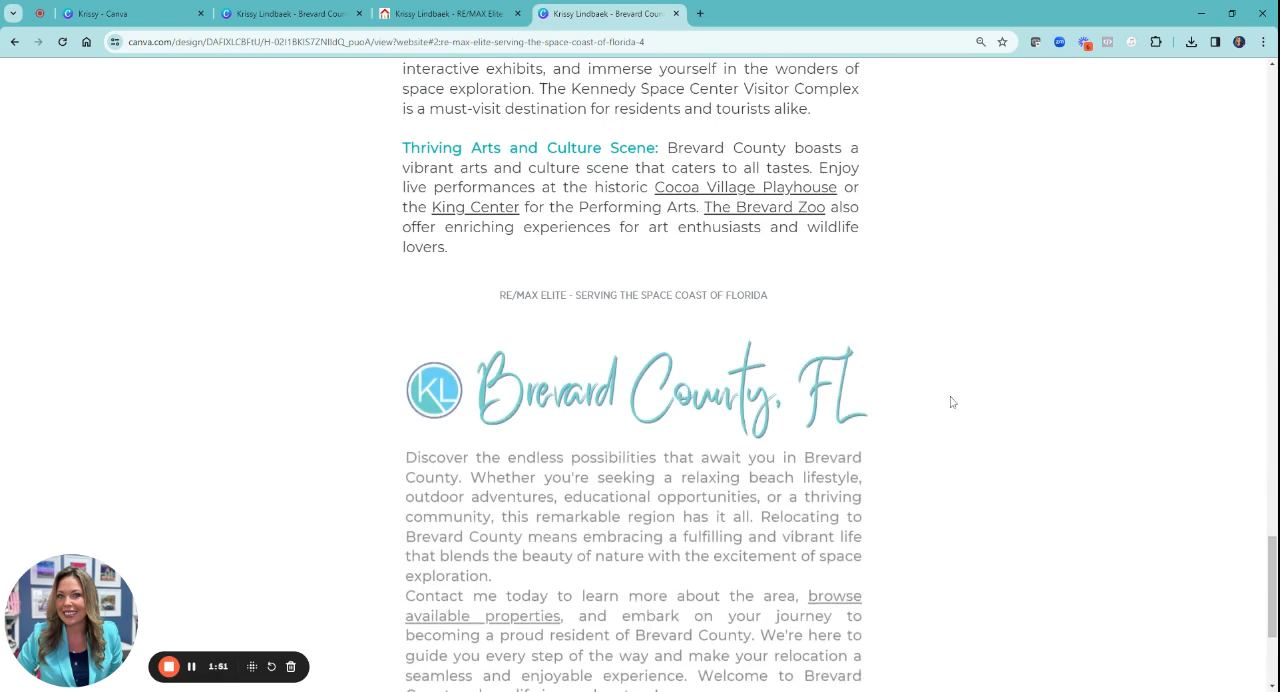 Krissy - Canva
Krissy Lindbaek - Brevard Coun
Krissy Lindbaek - RE/MAX Elite
Krissy Lindbaek - Brevard Coun
canva.com/design/DAFIXLCBFtU/H-02I1BKIS7ZNIIdQ_puoA/view?website#2:re-max-elite-serving-the-space-coast-of-florida-4
interactive exhibits, and immerse yourself in the wonders of
space exploration. The Kennedy Space Center Visitor Complex
is a must-visit destination for residents and tourists alike.
Thriving Arts and Culture Scene: Brevard County boasts a
vibrant arts and culture scene that caters to all tastes. Enjoy
live performances at the historic Cocoa Village Playhouse or
the King Center for the Performing Arts. The Brevard Zoo also
offer enriching experiences for art enthusiasts and wildlife
lovers.
RE/MAX ELITE - SERVING THE SPACE COAST OF FLORIDA
KL Brevard County, FL
Discover the endless possibilities that await you in Brevard
County. Whether you're seeking a relaxing beach lifestyle,
outdoor adventures, educational opportunities, or a thriving
community, this remarkable region has it all. Relocating to
Brevard County means embracing a fulfilling and vibrant life
that blends the beauty of nature with the excitement of space
exploration.
Contact me today to learn more about the area, browse
available properties, and embark on your journey to
becoming a proud resident of Brevard County. We're here to
guide you every step of the way and make your relocation a
seamless and enjoyable experience. Welcome to Brevard
1:51